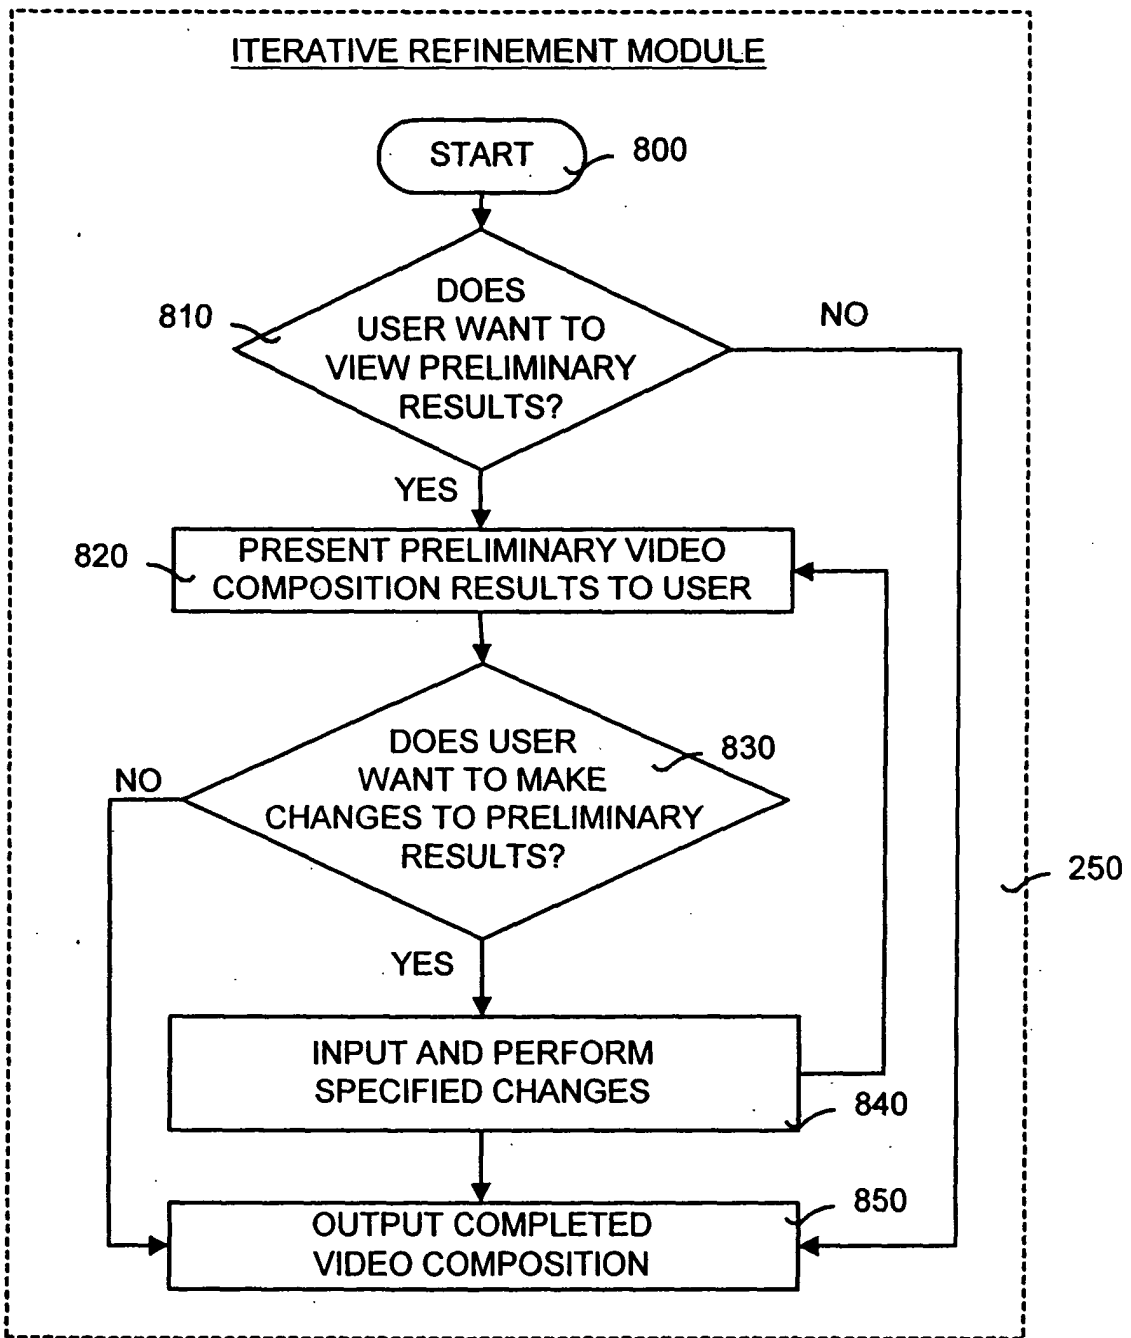 ITERATIVE REFINEMENT MODULE
START
800
810
DOES
USER WANT TO
VIEW PRELIMINARY
RESULTS?
NO
YES
820
PRESENT PRELIMINARY VIDEO
COMPOSITION RESULTS TO USER
830
DOES USER
WANT TO MAKE
CHANGES TO PRELIMINARY
RESULTS?
NO
250
YES
INPUT AND PERFORM
SPECIFIED CHANGES
840
850
OUTPUT COMPLETED
VIDEO COMPOSITION